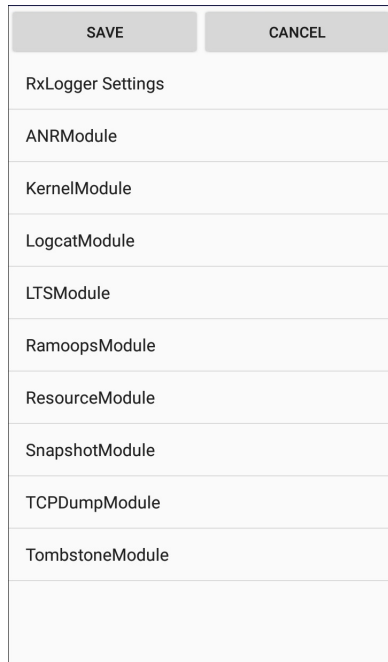 SAVE CANCEL
RxLogger Settings
ANRModule
KernelModule
LogcatModule
LTSModule
RamoopsModule
ResourceModule
SnapshotModule
TCPDumpModule
TombstoneModule